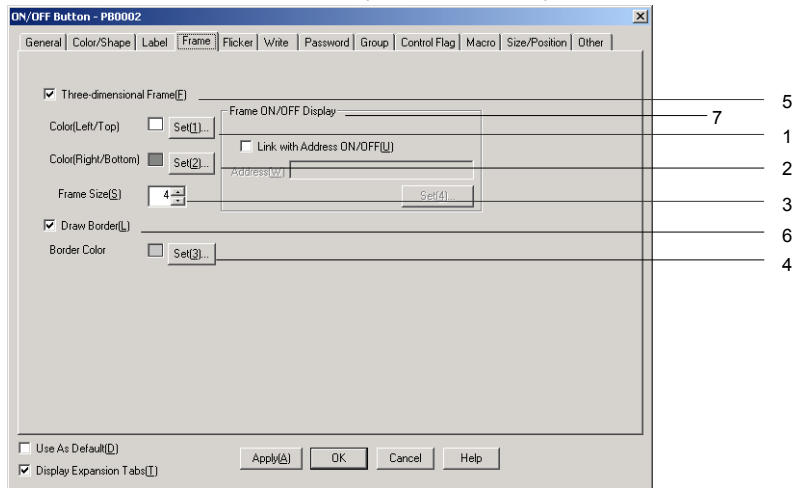 ON/OFF Button - PB0002
General Color/Shape Label Frame Flicker Write Password Group Control Flag Macro Size/Position Other
Three-dimensional Frame(F) 5
Frame ON/OFF Display 7
Color(Left/Top) Set(1)... 1
Link with Address ON/OFF(U)
Color(Right/Bottom) Set(2)... 2
Address(W)
Frame Size(S) 4 Set(4)... 3
Draw Border(L) 6
Border Color Set(3)... 4
Use As Default(D)
Apply(A) OK Cancel Help
Display Expansion Tabs(T)